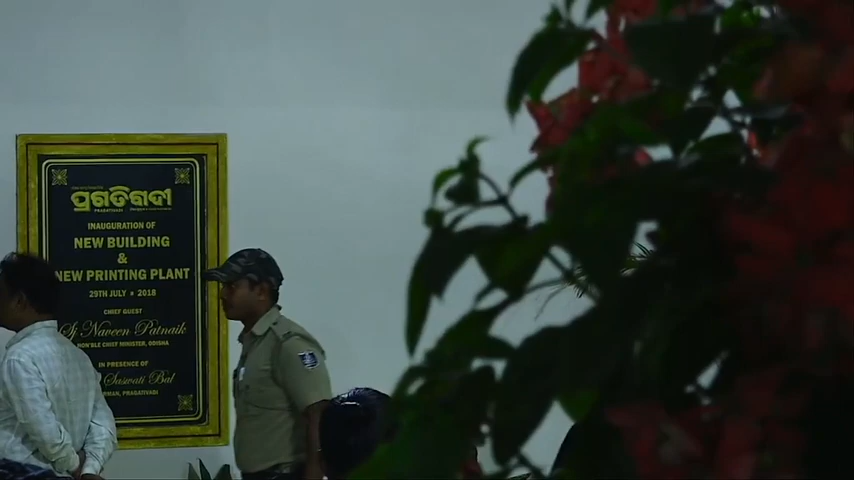 ପ୍ରଗତିବାଦୀ
PRAGATIVADI
INAUGURATION OF
NEW BUILDING
&
NEW PRINTING PLANT
29TH JULY 2018
CHIEF GUEST
Sj Naveen Patnaik
HON'BLE CHIEF MINISTER, ODISHA
IN PRESENCE OF
Saswati Bal
PRAGATIVADI